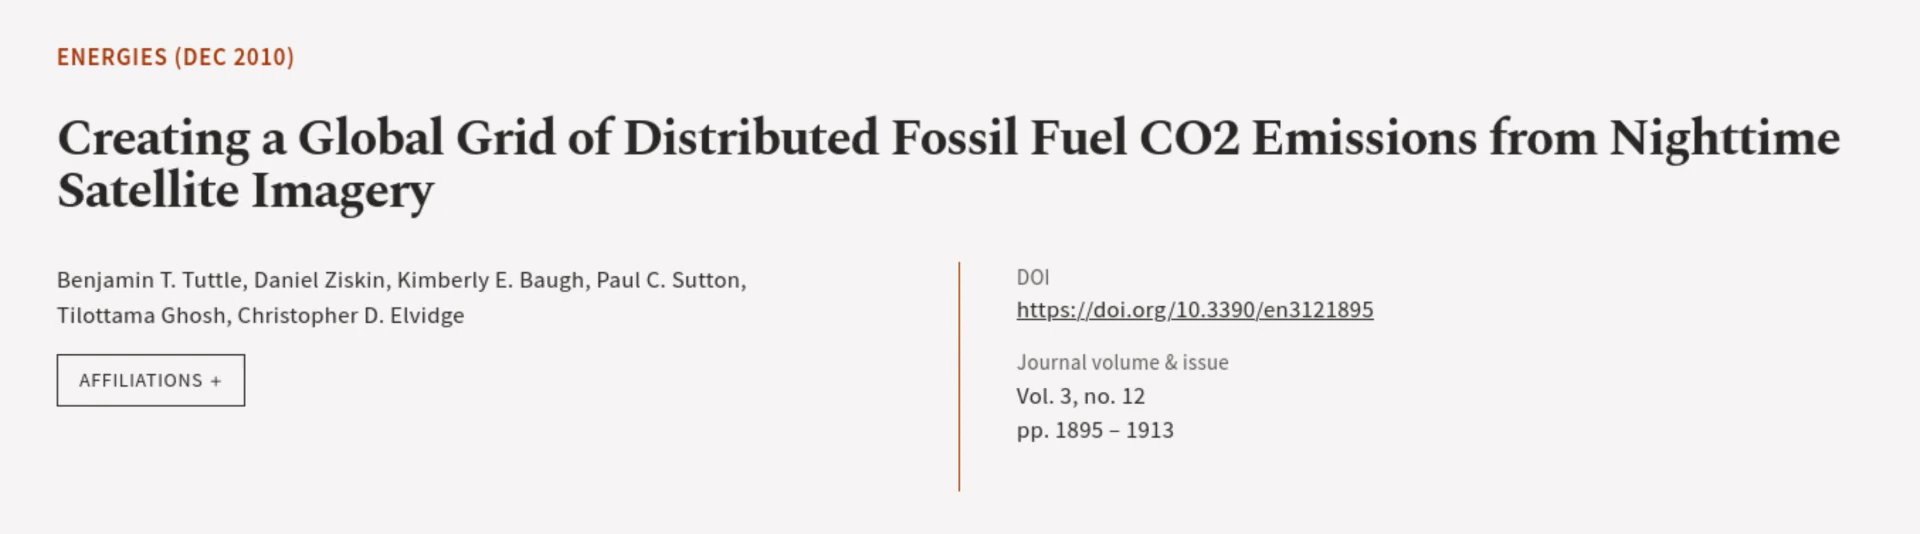 ENERGIES (DEC 2010)
Creating a Global Grid of Distributed Fossil Fuel CO2 Emissions from Nighttime
Satellite Imagery
Benjamin T. Tuttle, Daniel Ziskin, Kimberly E. Baugh, Paul C. Sutton,
Tilottama Ghosh, Christopher D. Elvidge
AFFILIATIONS +
DOI
https://doi.org/10.3390/en3121895
Journal volume & issue
Vol. 3, no. 12
pp. 1895 – 1913